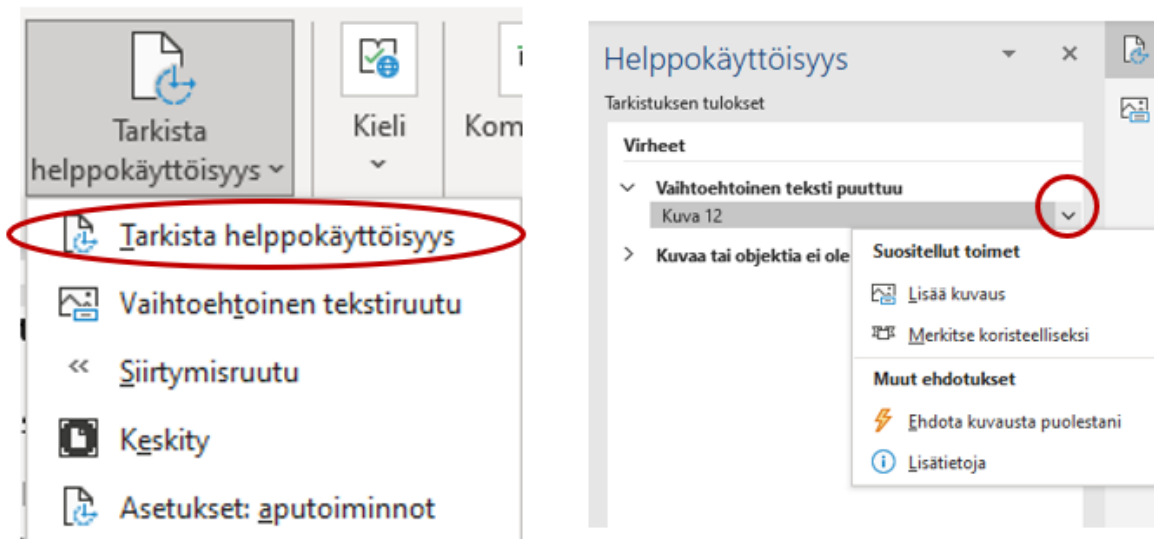 Tarkista
helppokäyttöisyys
Kieli
Kom
Tarkista helppokäyttöisyys
Vaihtoehtoinen tekstiruutu
Siirtymisruutu
Keskity
Asetukset: aputoiminnot
Helppokäyttöisyys
Tarkistuksen tulokset
Virheet
Vaihtoehtoinen teksti puuttuu
Kuva 12
Kuvaa tai objektia ei ole
Suositellut toimet
Lisää kuvaus
Merkitse koristeelliseksi
Muut ehdotukset
Ehdota kuvausta puolestani
Lisätietoja